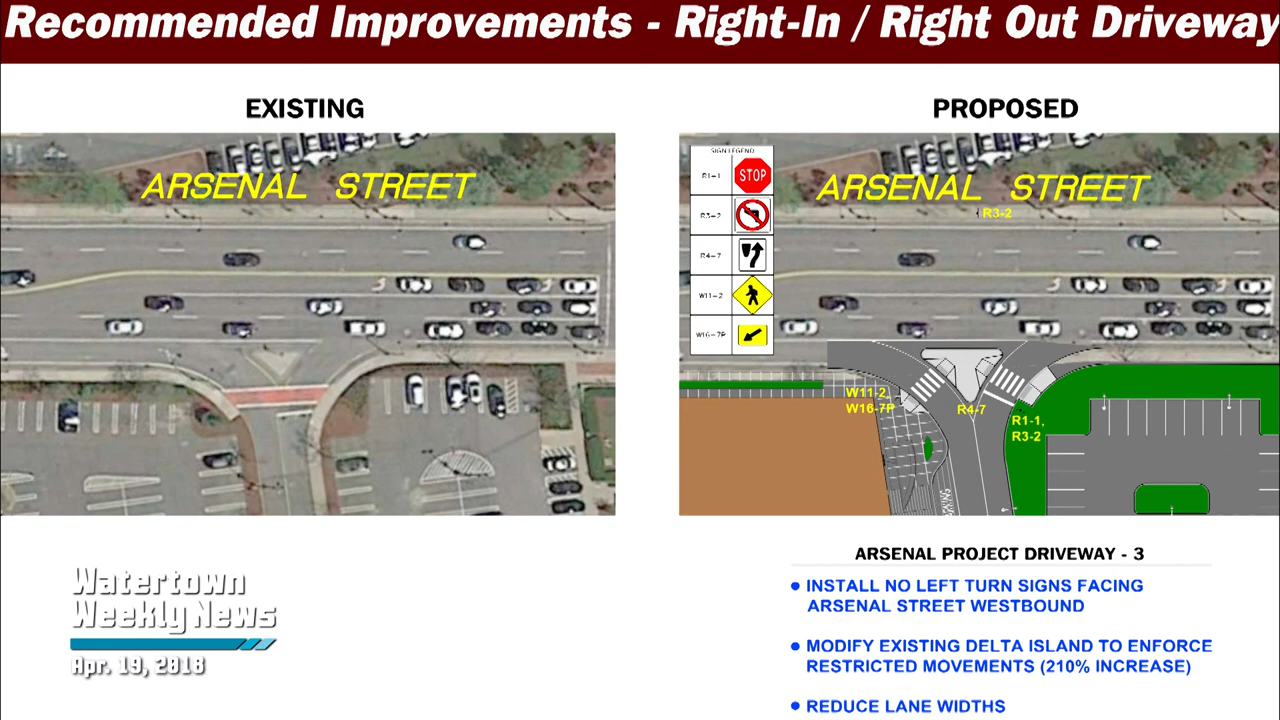 Recommended Improvements - Right-In / Right Out Driveway
EXISTING
PROPOSED
ARSENAL STREET
SIGN LEGEND
R1-1
STOP
R3-2
R4-7
W11-2
W16-7P
ARSENAL STREET
R3-2
W11-2,
W16-7P
R4-7
R1-1,
R3-2
ARSENAL PROJECT DRIVEWAY - 3
• INSTALL NO LEFT TURN SIGNS FACING
ARSENAL STREET WESTBOUND
• MODIFY EXISTING DELTA ISLAND TO ENFORCE
RESTRICTED MOVEMENTS (210% INCREASE)
• REDUCE LANE WIDTHS
Watertown
Weekly News
Apr. 19, 2018